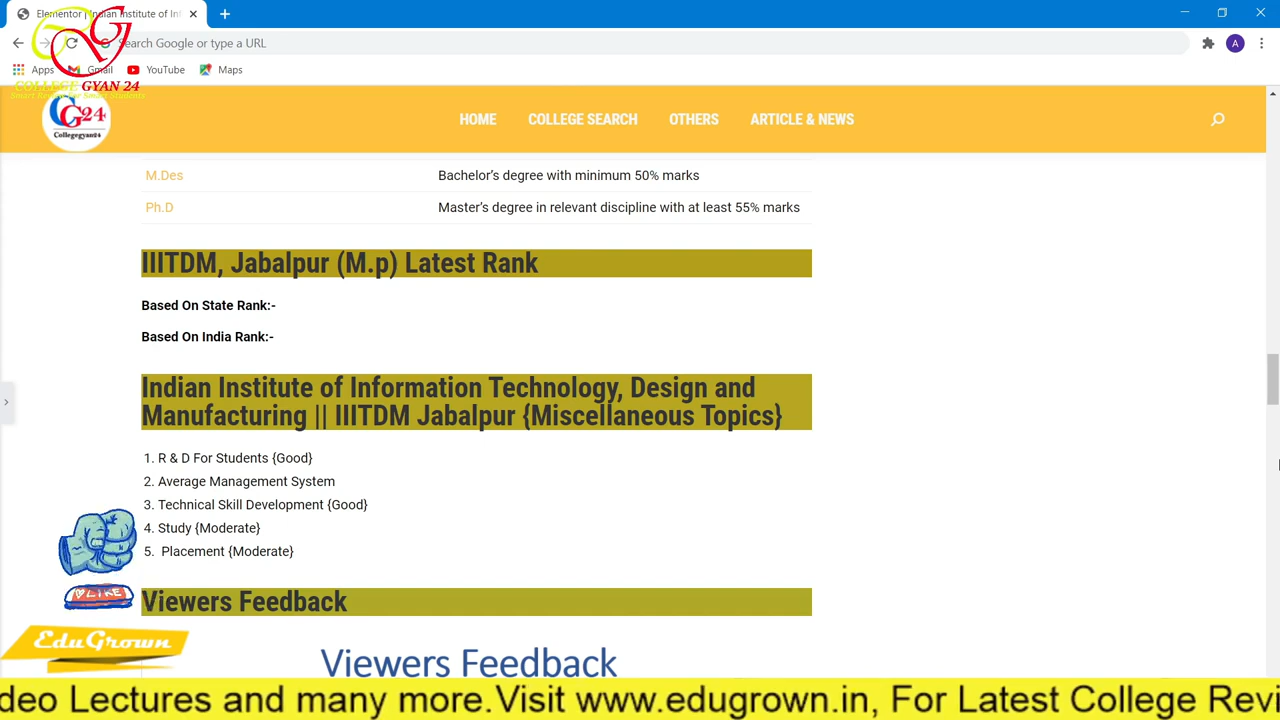 Elementor | Indian Institute of Inf
Search Google or type a URL
A
Apps
Gmail
YouTube
Maps
COLLEGE GYAN 24
G24
Collegegyan24
HOME
COLLEGE SEARCH
OTHERS
ARTICLE & NEWS
M.Des Bachelor’s degree with minimum 50% marks
Ph.D Master’s degree in relevant discipline with at least 55% marks
IIITDM, Jabalpur (M.p) Latest Rank
Based On State Rank:-
Based On India Rank:-
Indian Institute of Information Technology, Design and
Manufacturing || IIITDM Jabalpur {Miscellaneous Topics}
1. R & D For Students {Good}
2. Average Management System
3. Technical Skill Development {Good}
4. Study {Moderate}
5. Placement {Moderate}
LIKE
Viewers Feedback
EduGrown
Viewers Feedback
deo Lectures and many more.Visit www.edugrown.in, For Latest College Revi